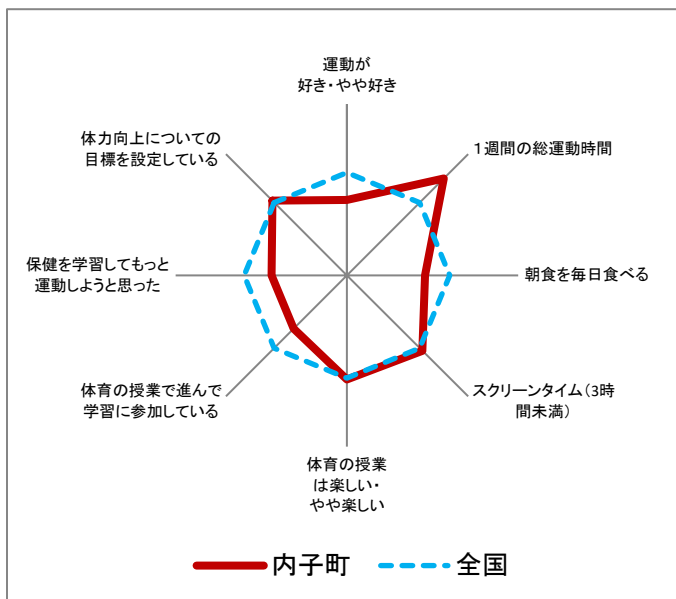 運動が
好き・やや好き
１週間の総運動時間
朝食を毎日食べる
スクリーンタイム（3時
間未満）
体育の授業
は楽しい・
やや楽しい
体育の授業で進んで
学習に参加している
保健を学習してもっと
運動しようと思った
体力向上についての
目標を設定している
内子町
全国